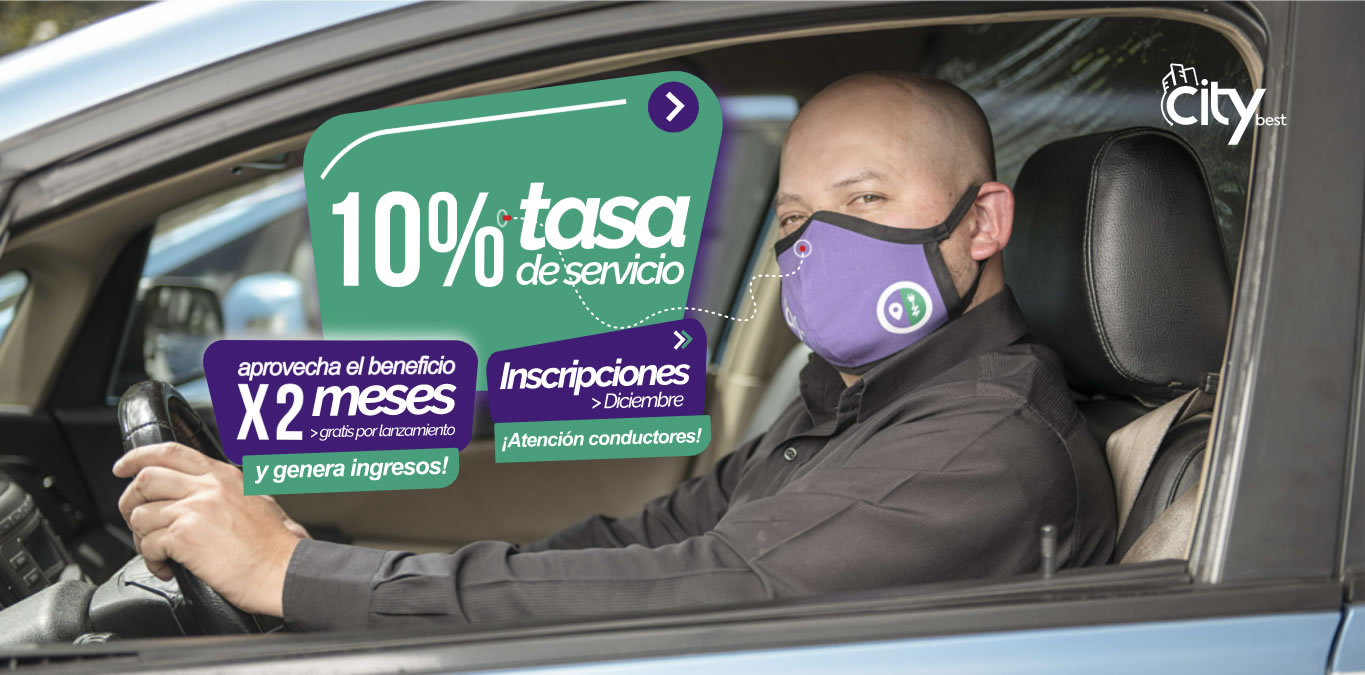 city
best
10% tasa
de servicio
aprovecha el beneficio
X2 meses
> gratis por lanzamiento
y genera ingresos!
Inscripciones
> Diciembre
¡Atención conductores!